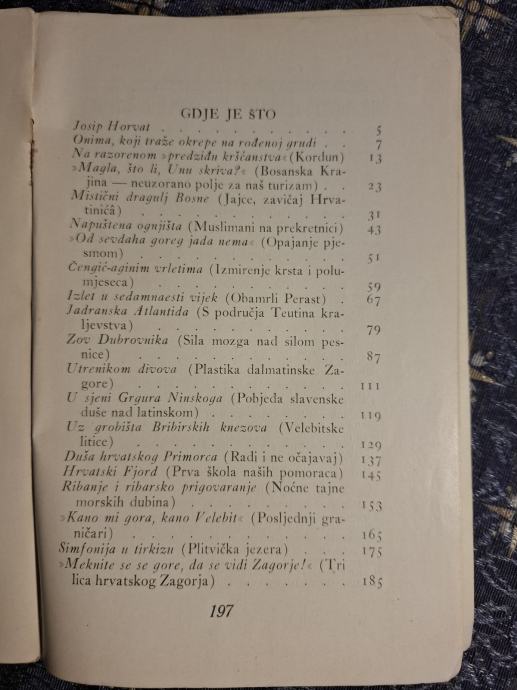 GDJE JE ŠTO
Josip Horvat . . . . . . . . . . 5
Onima, koji traže okrepe na rođenoj grudi . . 7
Na razorenom »predziđu kršćanstva« (Kordun) 13
»Magla, što li, Unu skriva?« (Bosanska Kra-
jina — neuzorano polje za naš turizam) . . 23
Mistični dragulj Bosne (Jajce, zavičaj Hrva-
tinićâ) . . . . . . . . . . . 31
Napuštena ognjišta (Muslimani na prekretnici) 43
»Od sevdaha goreg jada nema« (Opajanje pje-
smom) . . . . . . . . . . . 51
Čengić-aginim vrletima (Izmirenje krsta i polu-
mjeseca) . . . . . . . . . . 59
Izlet u sedamnaesti vijek (Obamrli Perast) . 67
Jadranska Atlantida (S područja Teutina kra-
ljevstva) . . . . . . . . . . 79
Zov Dubrovnika (Sila mozga nad silom pes-
nice) . . . . . . . . . . . 87
Utrenikom divova (Plastika dalmatinske Za-
gore) . . . . . . . . . . . 111
U sjeni Grgura Ninskoga (Pobjeda slavenske
duše nad latinskom) . . . . . . . 119
Uz grobišta Bribirskih knezova (Velebitske
litice) . . . . . . . . . . . 129
Duša hrvatskog Primorca (Radi i ne očajavaj) 137
Hrvatski Fjord (Prva škola naših pomoraca) 145
Ribanje i ribarsko prigovaranje (Noćne tajne
morskih dubina) . . . . . . . . 153
»Kano mi gora, kano Velebit« (Posljednji gra-
ničari) . . . . . . . . . . . 165
Simfonija u tirkizu (Plitvička jezera) . . . 175
»Meknite se se gore, da se vidi Zagorje!« (Tri
lica hrvatskog Zagorja) . . . . . . . 185
197